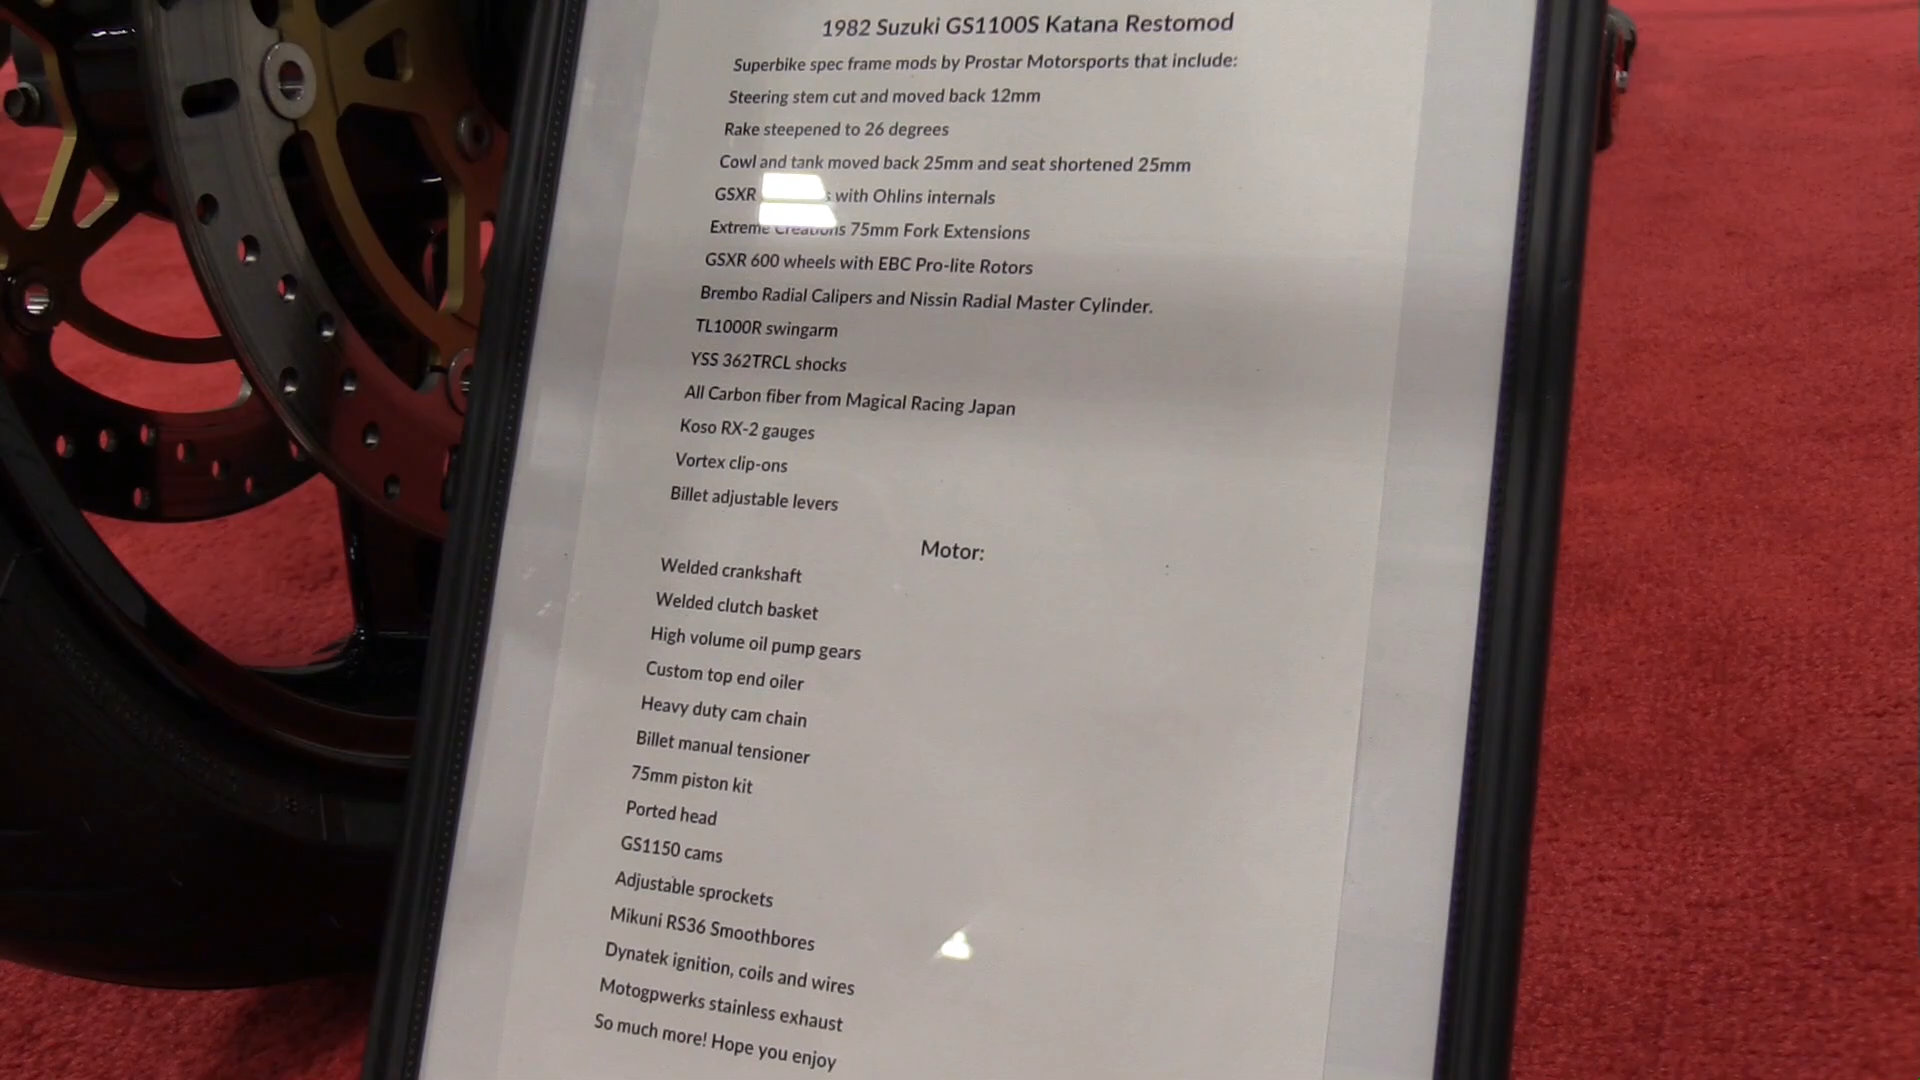 1982 Suzuki GS1100S Katana Restomod
Superbike spec frame mods by Prostar Motorsports that include:
Steering stem cut and moved back 12mm
Rake steepened to 26 degrees
Cowl and tank moved back 25mm and seat shortened 25mm
GSXR with Ohlins internals
Extreme Creations 75mm Fork Extensions
GSXR 600 wheels with EBC Pro-lite Rotors
Brembo Radial Calipers and Nissin Radial Master Cylinder.
TL1000R swingarm
YSS 362TRCL shocks
All Carbon fiber from Magical Racing Japan
Koso RX-2 gauges
Vortex clip-ons
Billet adjustable levers
Motor:
Welded crankshaft
Welded clutch basket
High volume oil pump gears
Custom top end oiler
Heavy duty cam chain
Billet manual tensioner
75mm piston kit
Ported head
GS1150 cams
Adjustable sprockets
Mikuni RS36 Smoothbores
Dynatek ignition, coils and wires
Motogpwerks stainless exhaust
So much more! Hope you enjoy